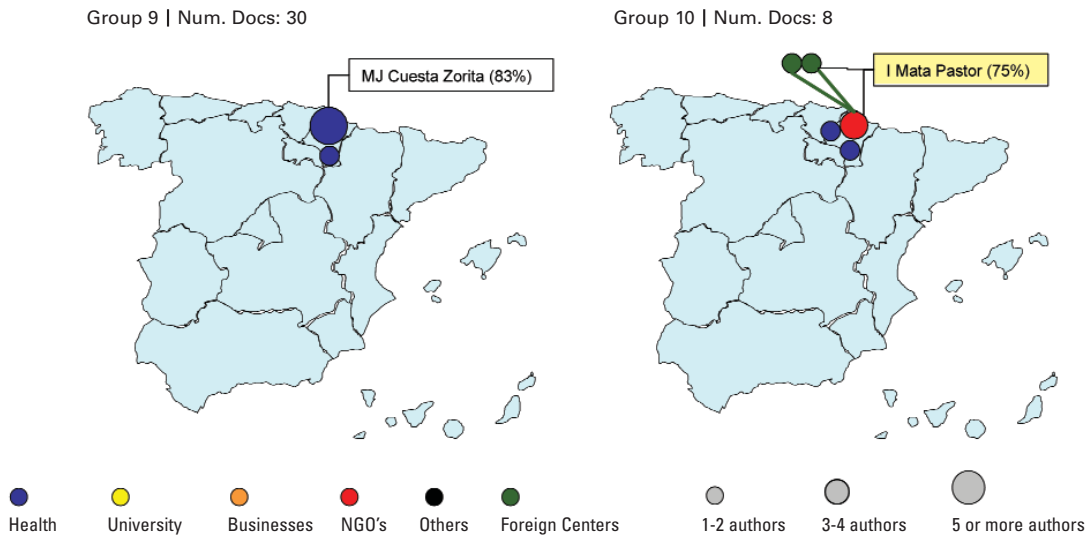 Group 9 | Num. Docs: 30
Group 10 | Num. Docs: 8
MJ Cuesta Zorita (83%)
I Mata Pastor (75%)
Health
University
Businesses
NGO's
Others
Foreign Centers
1-2 authors
3-4 authors
5 or more authors